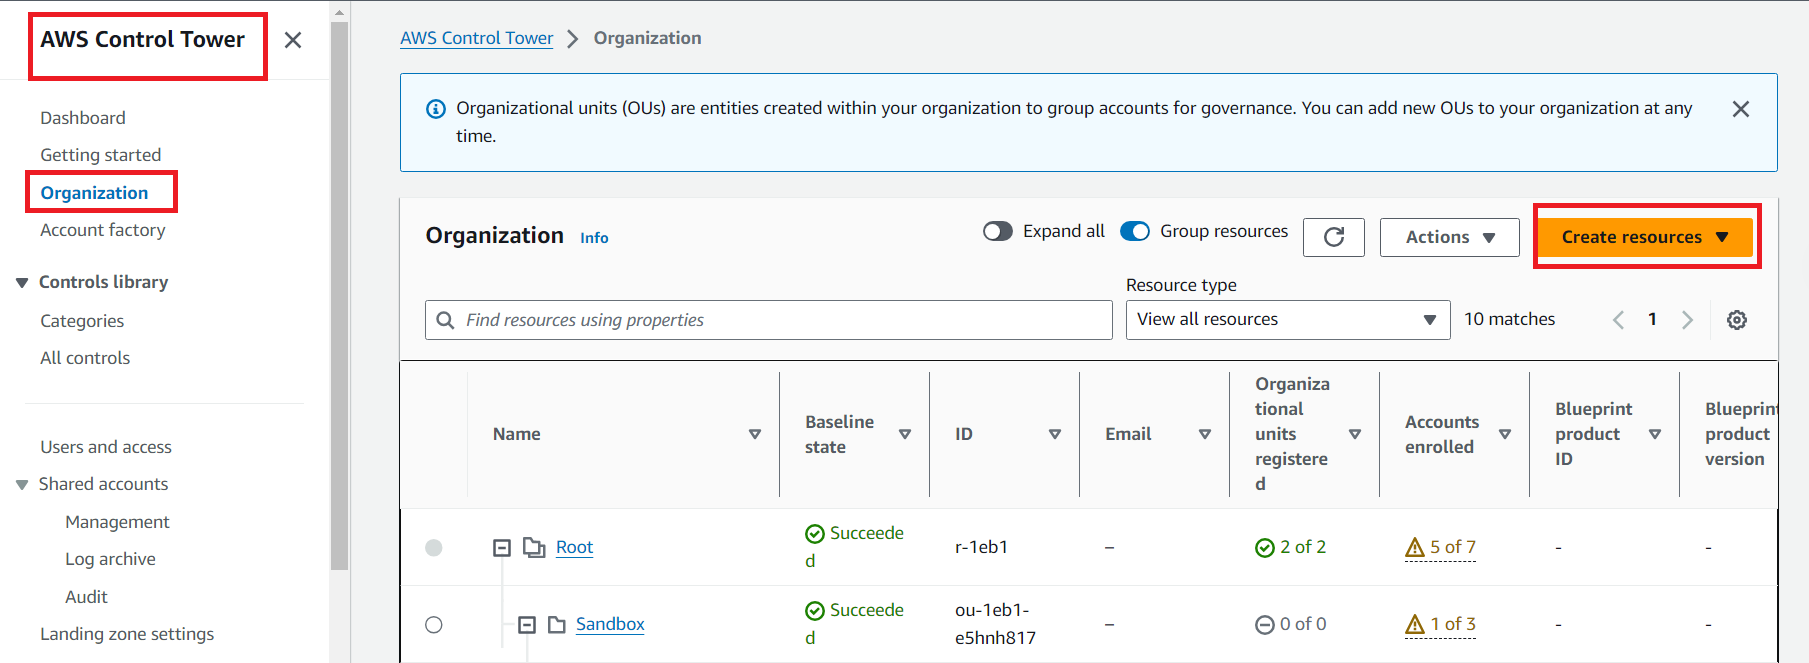 AWS Control Tower
Dashboard
Getting started
Organization
Account factory
Controls library
Categories
All controls
Users and access
Shared accounts
Management
Log archive
Audit
Landing zone settings
AWS Control Tower > Organization
Organizational units (OUs) are entities created within your organization to group accounts for governance. You can add new OUs to your organization at any
time.
Organization Info
Expand all
Group resources
Actions
Create resources
Resource type
Find resources using properties
View all resources
10 matches
1
Name
Baseline
state
ID
Email
Organiza
tional
units
registere
d
Accounts
enrolled
Blueprint
product
ID
Blueprint
product
version
Root
Succeede
d
r-1eb1
–
2 of 2
5 of 7
-
-
Sandbox
Succeede
d
ou-1eb1-
e5hnh817
–
0 of 0
1 of 3
-
-